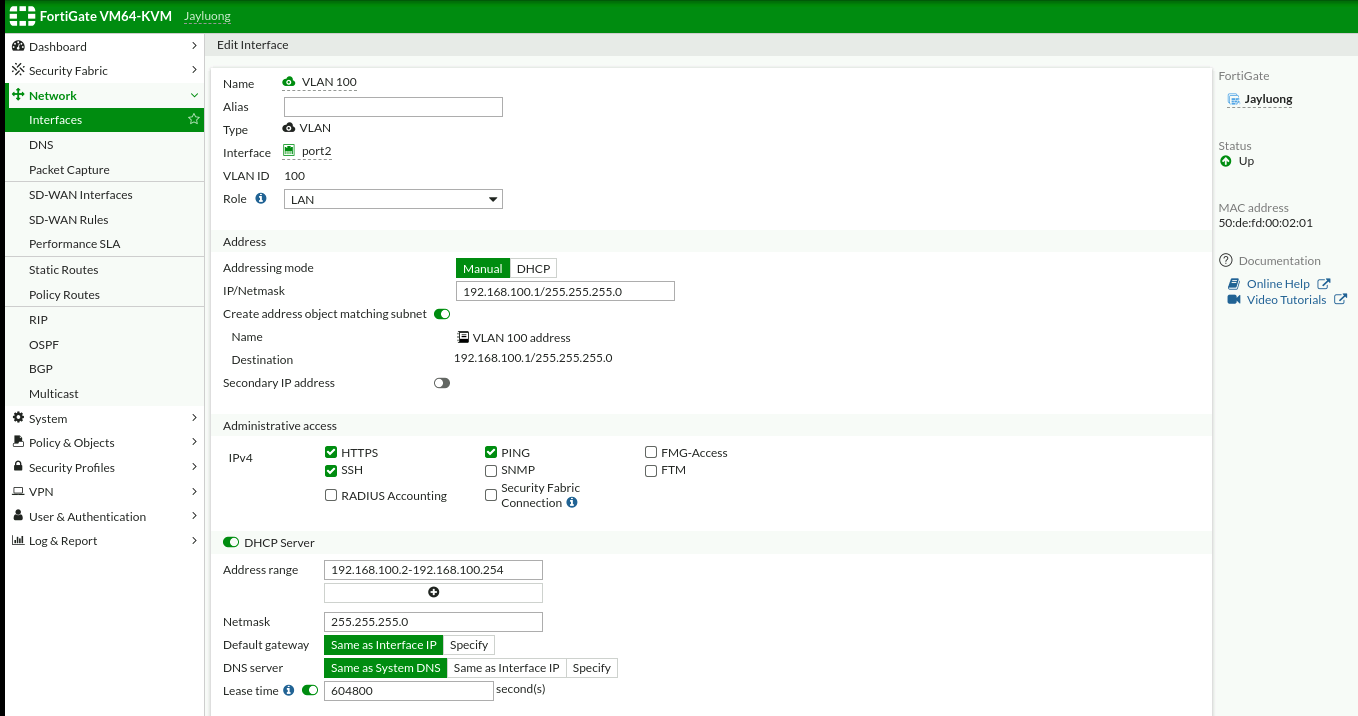 FortiGate VM64-KVM Jayluong
Dashboard
Security Fabric
Network
Interfaces
DNS
Packet Capture
SD-WAN Interfaces
SD-WAN Rules
Performance SLA
Static Routes
Policy Routes
RIP
OSPF
BGP
Multicast
System
Policy & Objects
Security Profiles
VPN
User & Authentication
Log & Report
Edit Interface
Name VLAN 100
Alias
Type VLAN
Interface port2
VLAN ID 100
Role LAN
Address
Addressing mode Manual DHCP
IP/Netmask 192.168.100.1/255.255.255.0
Create address object matching subnet
Name VLAN 100 address
Destination 192.168.100.1/255.255.255.0
Secondary IP address
Administrative access
IPv4 HTTPS PING FMG-Access
SSH SNMP FTM
RADIUS Accounting Security Fabric
Connection
DHCP Server
Address range 192.168.100.2-192.168.100.254
Netmask 255.255.255.0
Default gateway Same as Interface IP Specify
DNS server Same as System DNS Same as Interface IP Specify
Lease time 604800 second(s)
FortiGate
Jayluong
Status
Up
MAC address
50:de:fd:00:02:01
Documentation
Online Help
Video Tutorials